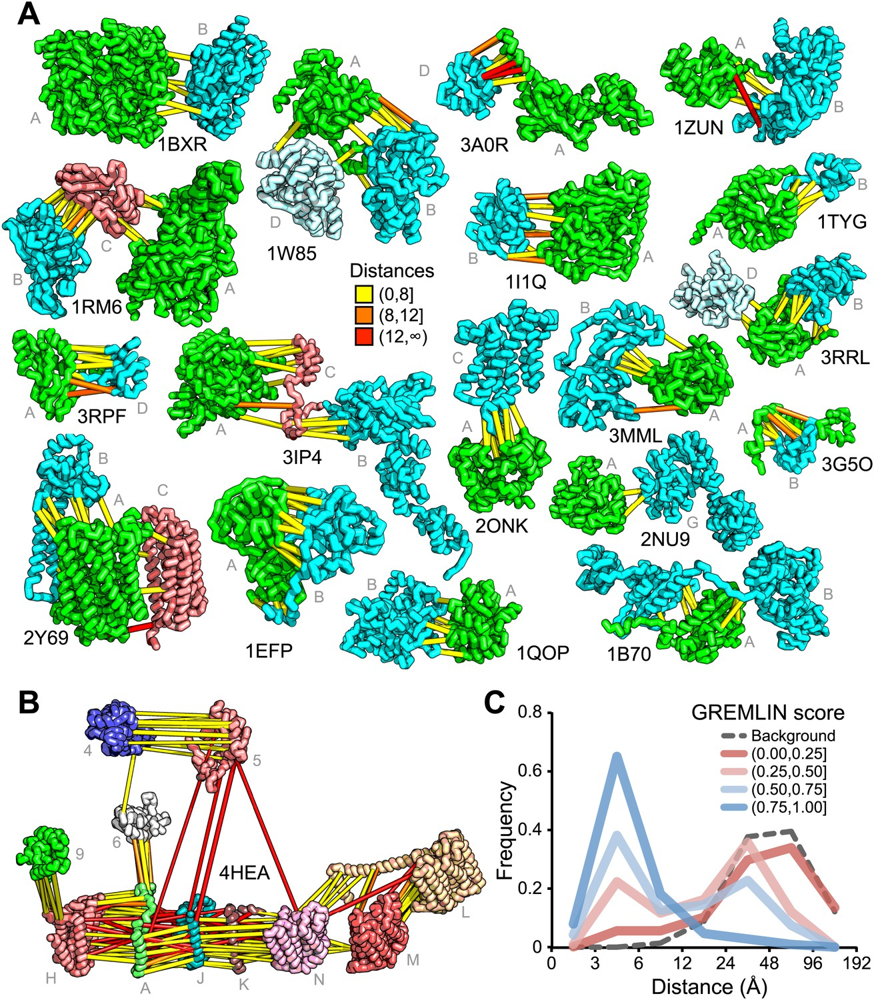 A
B
A
1BXR
A
D
B
1W85
D
A
3A0R
A
B
1ZUN
C
B
A
1RM6
B
A
1I1Q
B
A
1TYG
Distances
(0,8]
(8,12]
(12,∞)
D
B
A
3RRL
A
D
3RPF
A
C
B
3IP4
C
A
2ONK
B
A
3MML
A
B
3G5O
B
A
C
2Y69
A
B
1EFP
B
A
1QOP
A
G
2NU9
B
A
1B70
B
4
5
6
9
4HEA
H
A
J
K
N
M
L
C
GREMLIN score
Background
(0.00,0.25]
(0.25,0.50]
(0.50,0.75]
(0.75,1.00]
Frequency
0.8
0.6
0.4
0.2
0
0 3 6 12 24 48 96 192
Distance (Å)